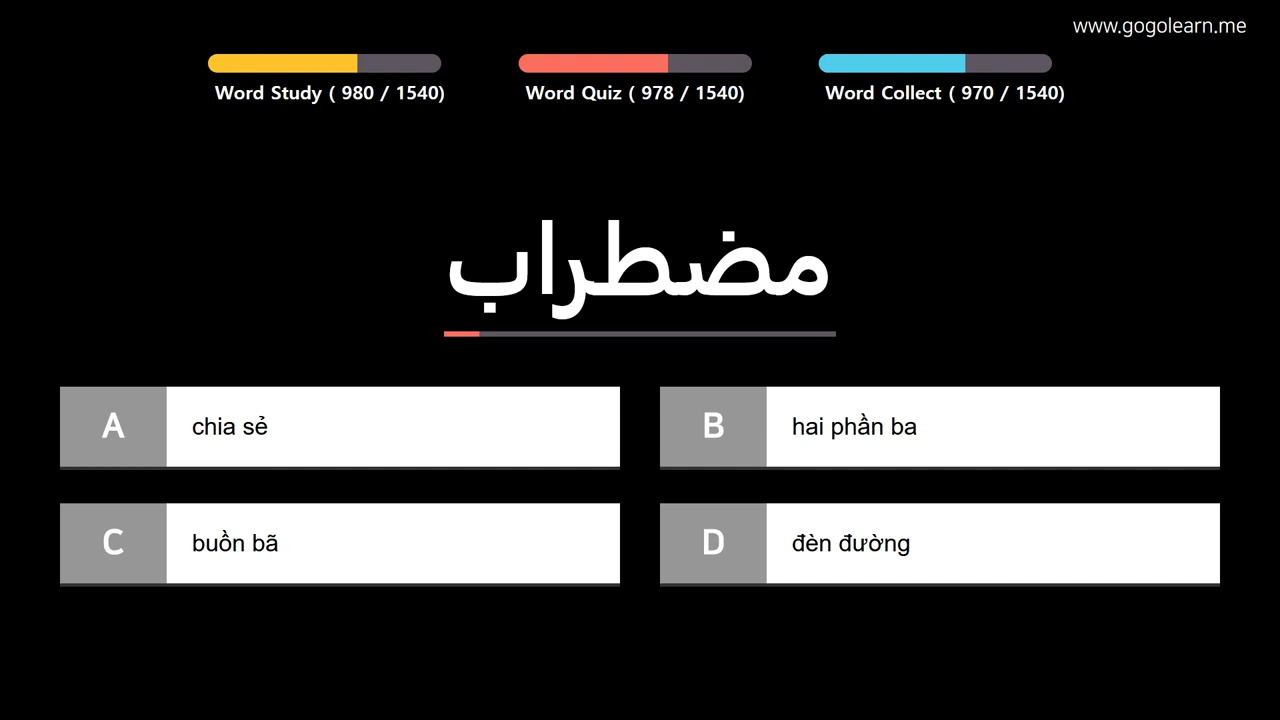 www.gogolearn.me
Word Study ( 980 / 1540)
Word Quiz ( 978 / 1540)
Word Collect ( 970 / 1540)
مضطراب
A chia sẻ
B hai phần ba
C buồn bã
D đèn đường